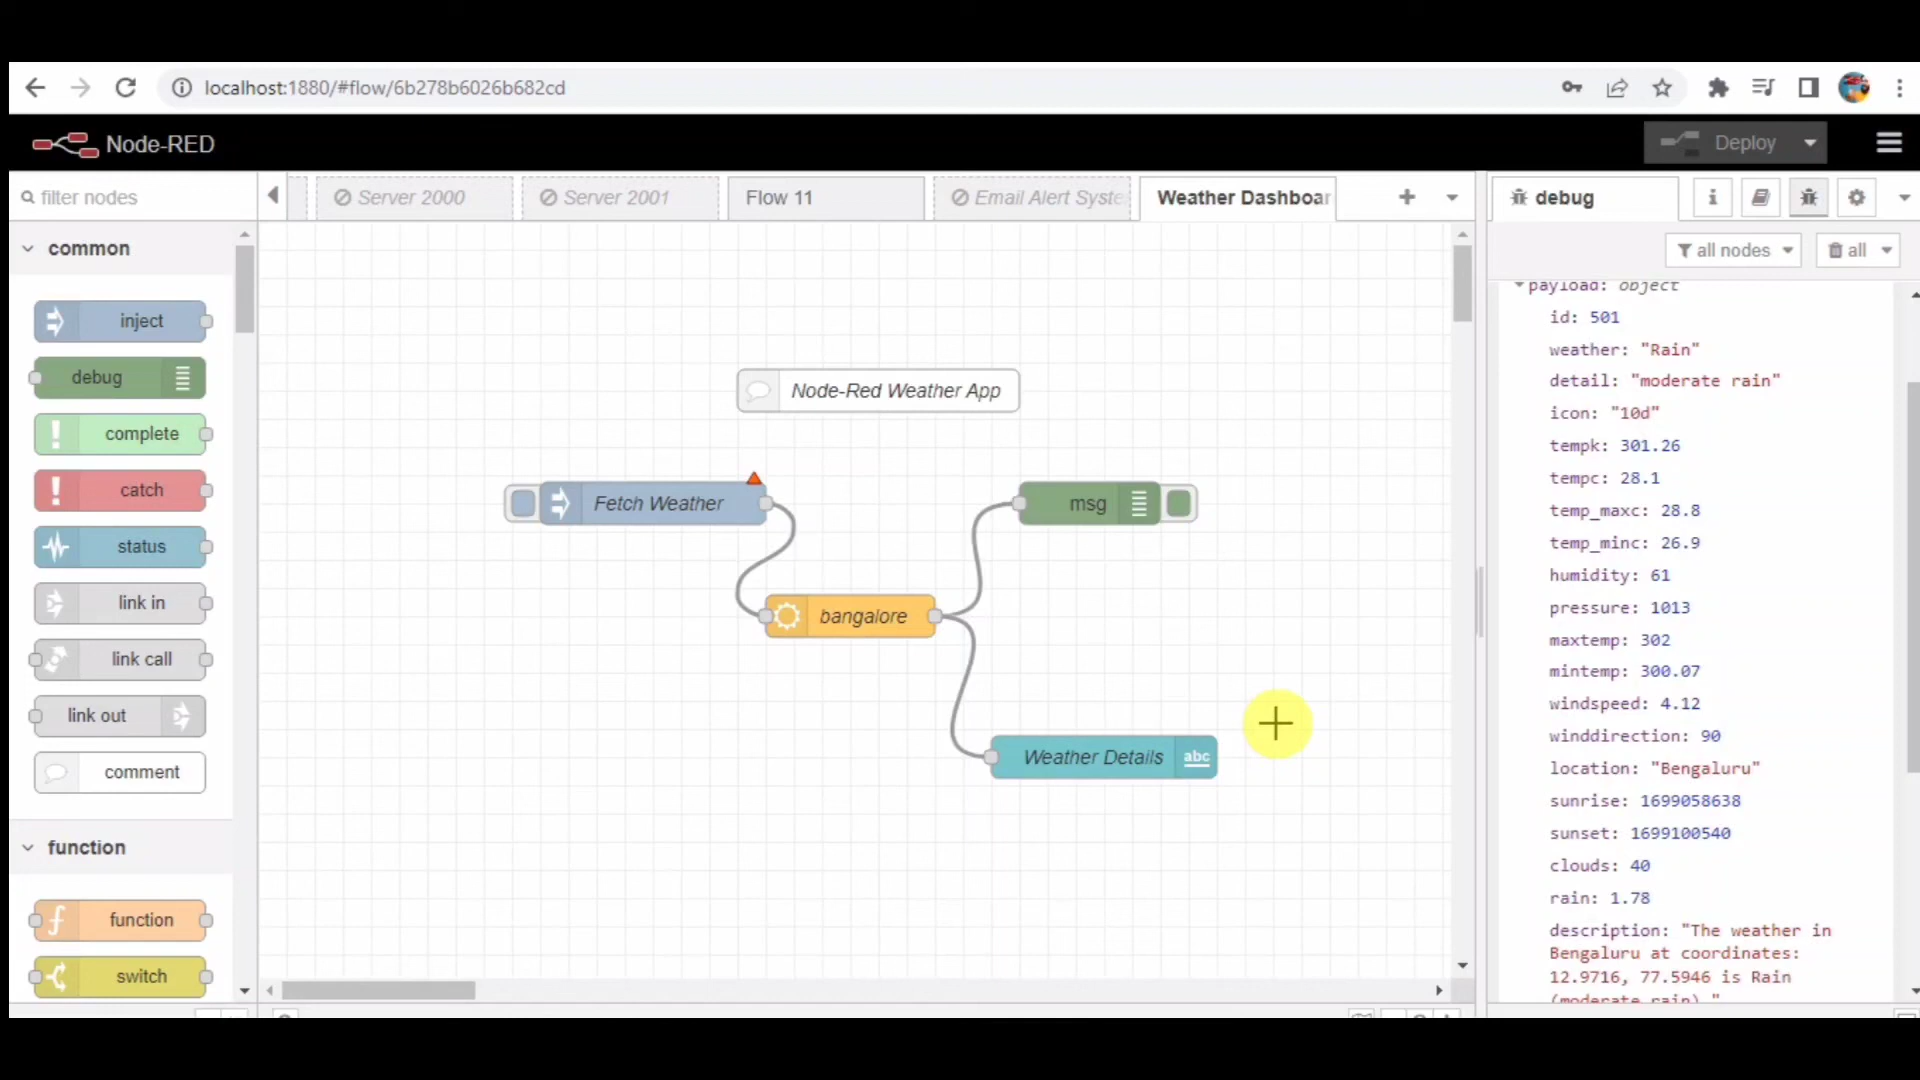 localhost:1880/#flow/6b278b6026b682cd
Node-RED
Deploy
filter nodes
Server 2000
Server 2001
Flow 11
Email Alert Syste
Weather Dashboar
debug
all nodes
all
common
inject
debug
complete
catch
status
link in
link call
link out
comment
function
function
switch
Node-Red Weather App
Fetch Weather
msg
bangalore
Weather Details
abc
payload: object
id: 501
weather: "Rain"
detail: "moderate rain"
icon: "10d"
tempk: 301.26
tempc: 28.1
temp_maxc: 28.8
temp_minc: 26.9
humidity: 61
pressure: 1013
maxtemp: 302
mintemp: 300.07
windspeed: 4.12
winddirection: 90
location: "Bengaluru"
sunrise: 1699058638
sunset: 1699100540
clouds: 40
rain: 1.78
description: "The weather in
Bengaluru at coordinates:
12.9716, 77.5946 is Rain
(moderate rain)."